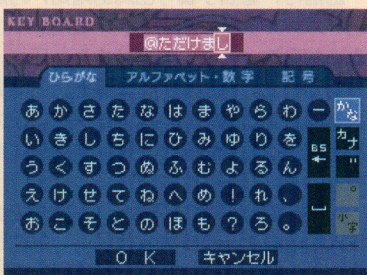 KEY BOARD
@ただけまし
ひらがな アルファベット・数字 記号
あ か さ た な は ま や ら わ ー かな
い き し ち に ひ み ゆ り を BS← カナ
う く す つ ぬ ふ む よ る ん "
え け せ て ね へ め ! れ 、 °
お こ そ と の ほ も ? ろ 。 小字
OK キャンセル